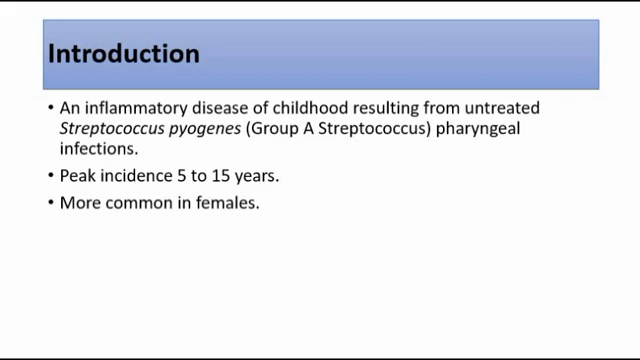 Introduction
• An inflammatory disease of childhood resulting from untreated
Streptococcus pyogenes (Group A Streptococcus) pharyngeal
infections.
• Peak incidence 5 to 15 years.
• More common in females.